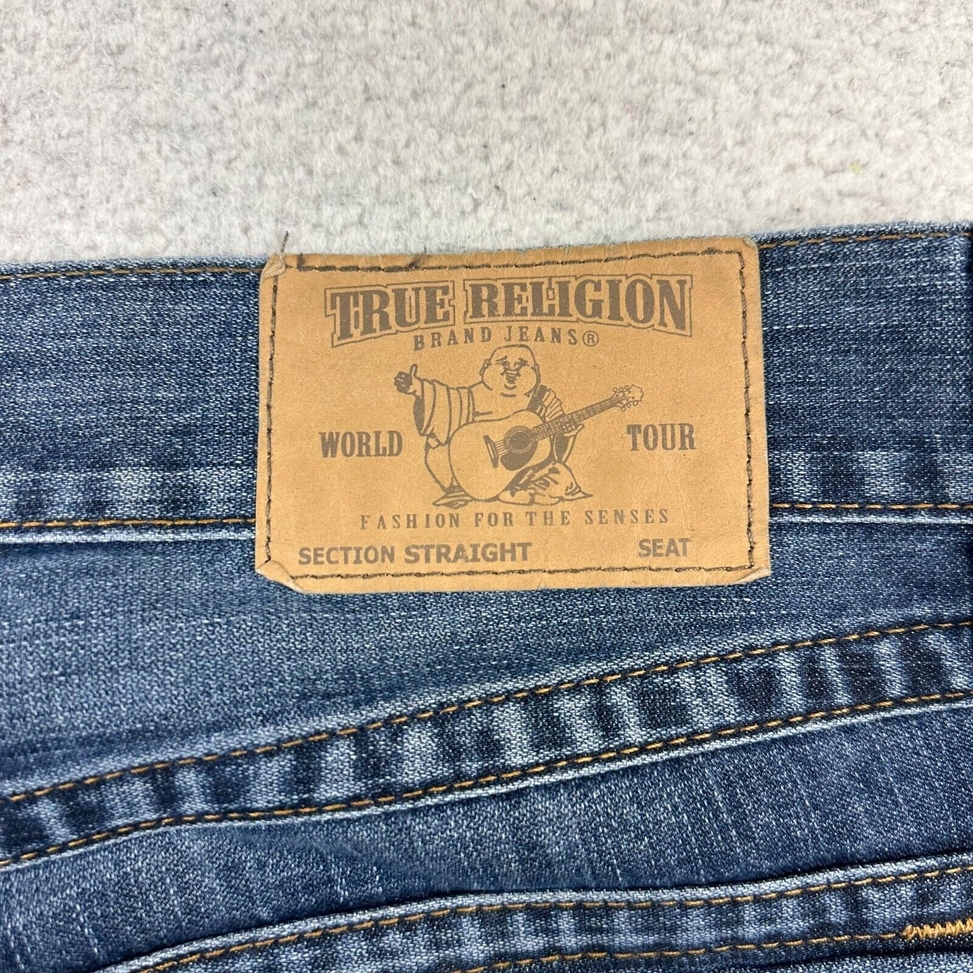 TRUE RELIGION
BRAND JEANS®
WORLD TOUR
FASHION FOR THE SENSES
SECTION STRAIGHT SEAT